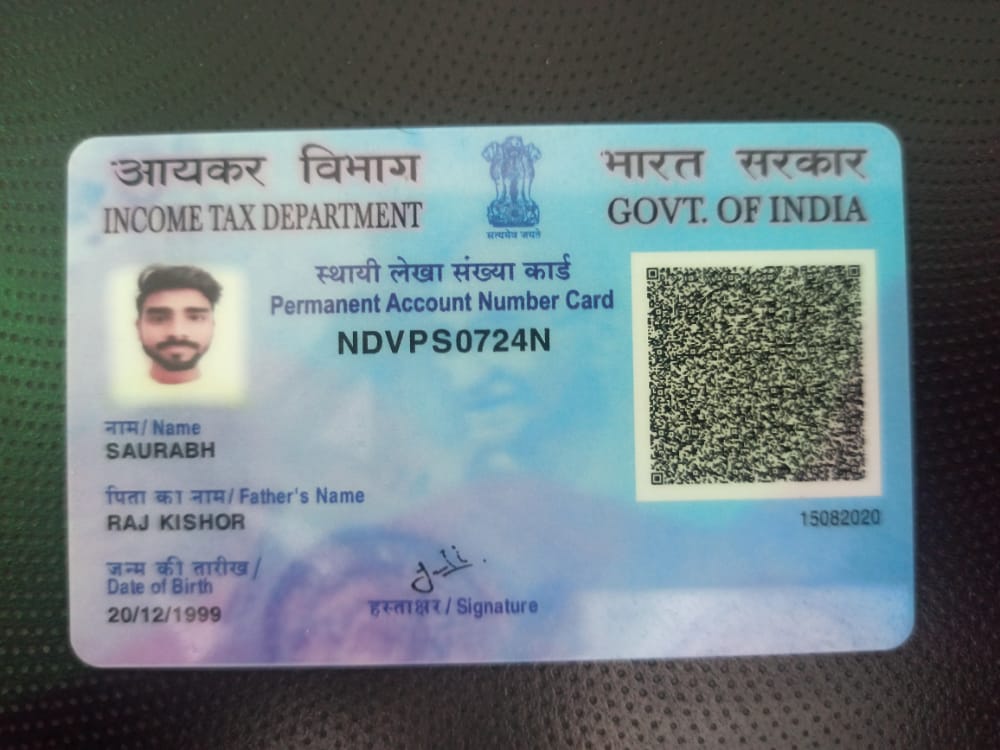 आयकर विभाग
INCOME TAX DEPARTMENT
सत्यमेव जयते
भारत सरकार
GOVT. OF INDIA
स्थायी लेखा संख्या कार्ड
Permanent Account Number Card
NDVPS0724N
नाम/ Name
SAURABH
पिता का नाम/ Father's Name
RAJ KISHOR
15082020
जन्म की तारीख/
Date of Birth
20/12/1999
हस्ताक्षर/ Signature